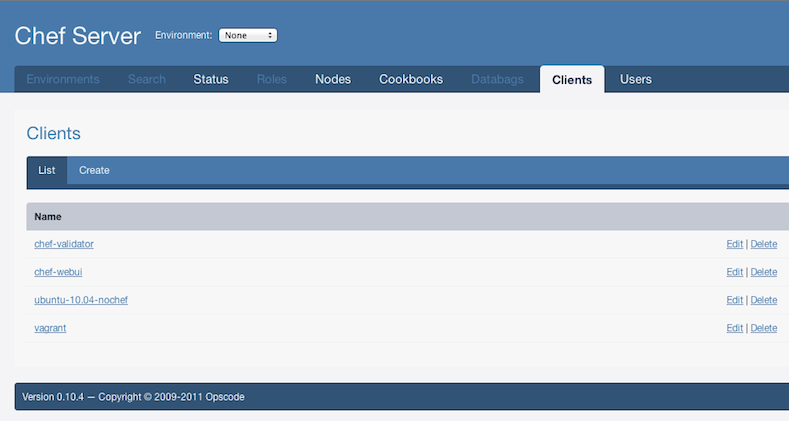 Chef Server Environment: None
Environments Search Status Roles Nodes Cookbooks Databags Clients Users
Clients
List Create
Name
chef-validator Edit | Delete
chef-webui Edit | Delete
ubuntu-10.04-nochef Edit | Delete
vagrant Edit | Delete
Version 0.10.4 — Copyright © 2009-2011 Opscode